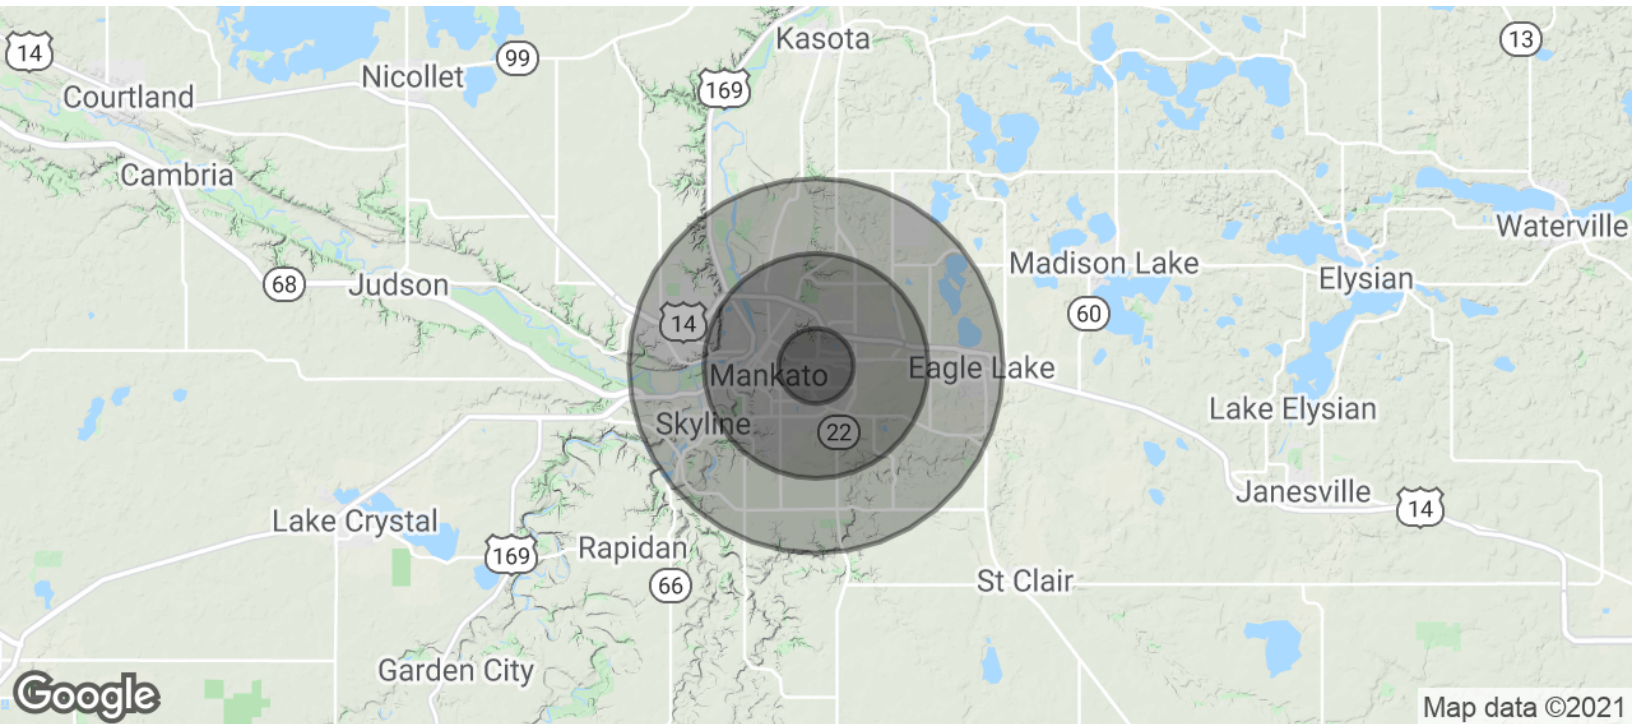 Kasota
13
14
99
Nicollet
169
Courtland
Cambria
Waterville
Madison Lake
Elysian
68
Judson
60
14
Eagle Lake
Mankato
Lake Elysian
Skyline
22
Janesville
14
Lake Crystal
Rapidan
169
66
St Clair
Garden City
Google
Map data ©2021